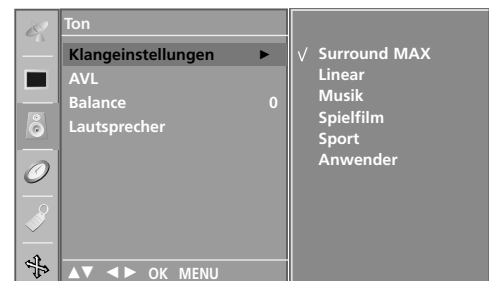 Ton
Klangeinstellungen ►
AVL
Balance 0
Lautsprecher
▲▼ ◄► OK MENU
√ Surround MAX
Linear
Musik
Spielfilm
Sport
Anwender